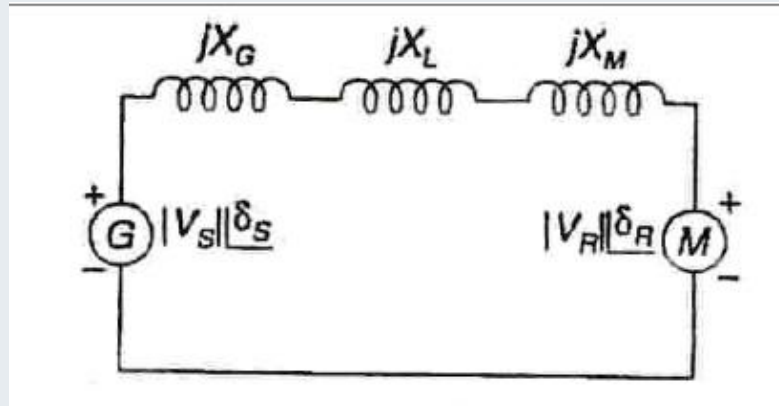 jX_G jX_L jX_M
+ +
G |V_S||δ_S |V_R||δ_R M
− −